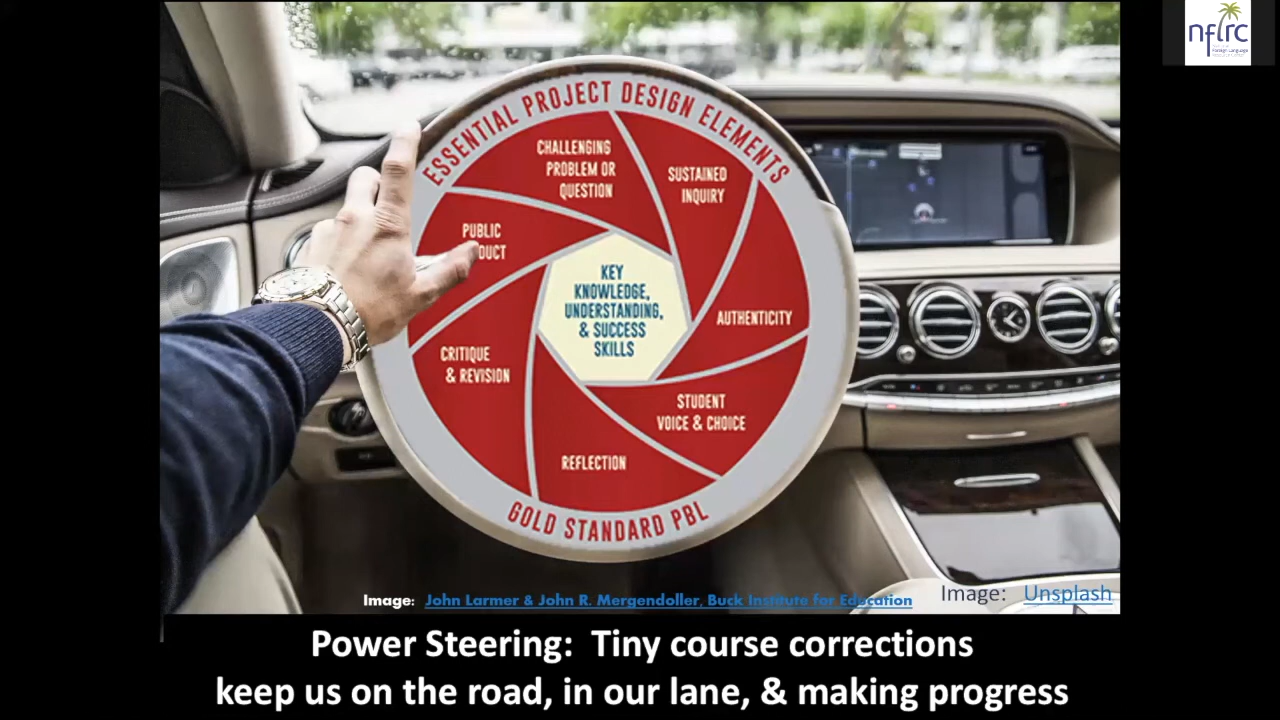 nflrc
ESSENTIAL PROJECT DESIGN ELEMENTS
CHALLENGING
PROBLEM OR
QUESTION
SUSTAINED
INQUIRY
PUBLIC
DUCT
KEY
KNOWLEDGE,
UNDERSTANDING,
& SUCCESS
SKILLS
AUTHENTICITY
CRITIQUE
& REVISION
STUDENT
VOICE & CHOICE
REFLECTION
GOLD STANDARD PBL
Image: Unsplash
Image: John Larmer & John R. Mergendoller, Buck Institute for Education
Power Steering: Tiny course corrections
keep us on the road, in our lane, & making progress